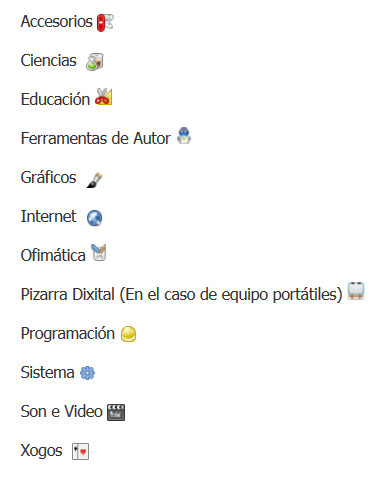 Accesorios
Ciencias
Educación
Ferramentas de Autor
Gráficos
Internet
Ofimática
Pizarra Dixital (En el caso de equipo portátiles)
Programación
Sistema
Son e Video
Xogos